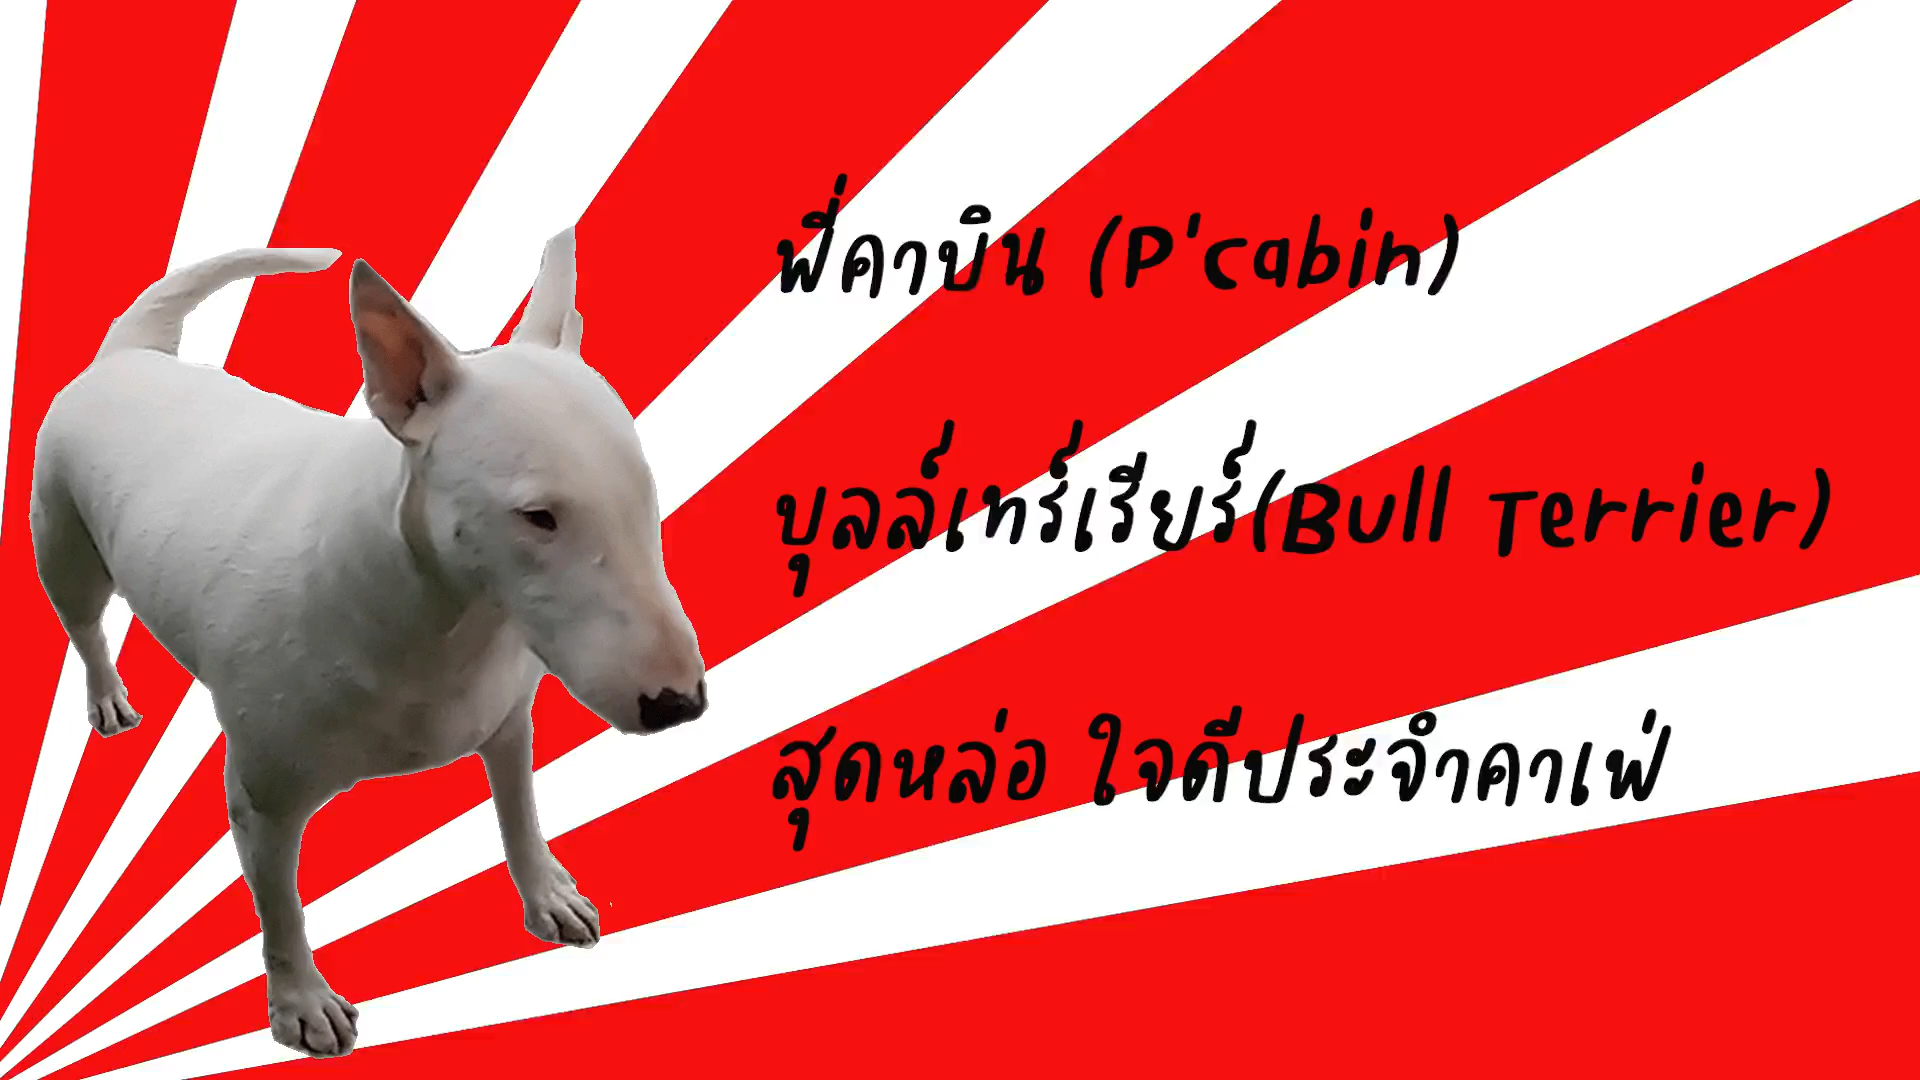 พี่คาบิน (P'cabin)
บุลล์เทร์เรียร์(Bull Terrier)
สุดหล่อ ใจดีประจำคาเฟ่